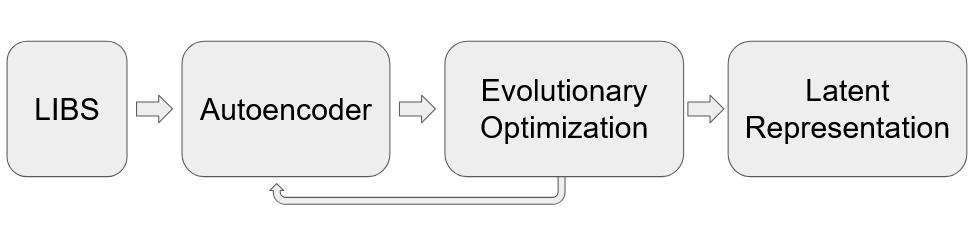 LIBS
Autoencoder
Evolutionary
Optimization
Latent
Representation